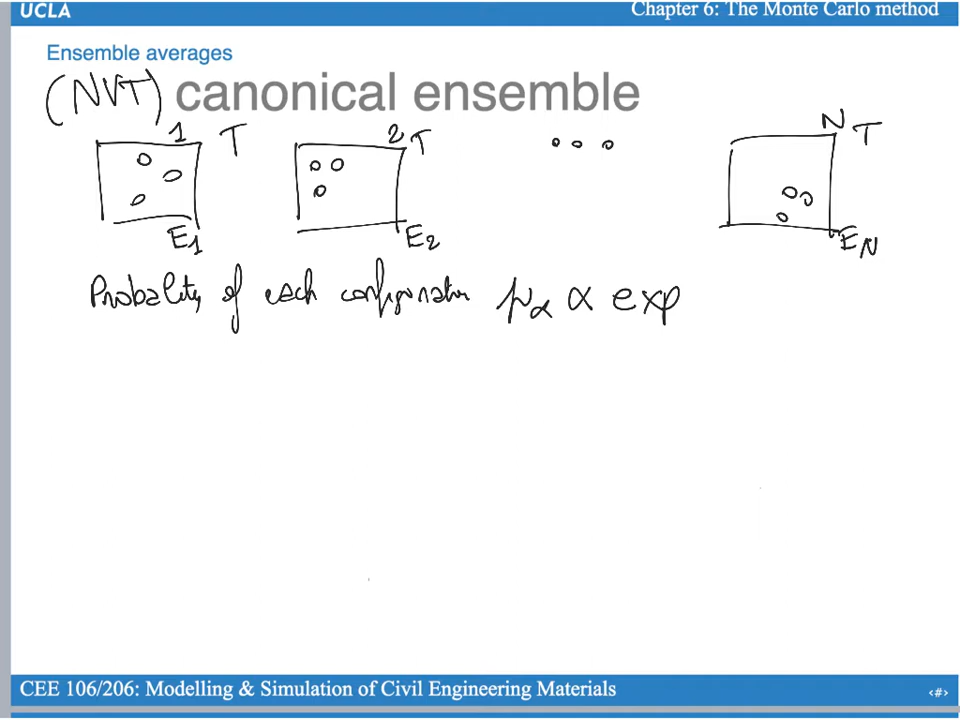 UCLA
Chapter 6: The Monte Carlo method
Ensemble averages
(NVT) canonical ensemble
1 T 2 T N T
E1 E2 EN
Probality of each configuration pα ∝ exp
CEE 106/206: Modelling & Simulation of Civil Engineering Materials
‹#›